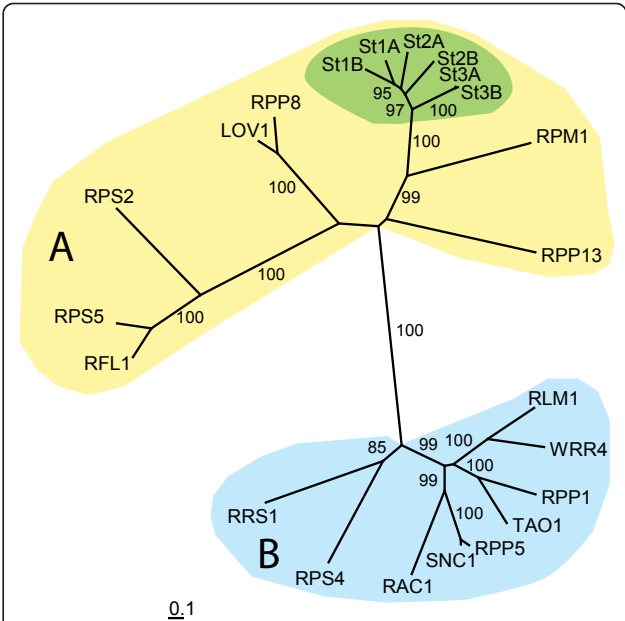 St1A
St2A
St1B
St2B
St3A
St3B
95
97
100
RPP8
LOV1
100
RPM1
RPS2
100
99
A
RPP13
100
RPS5
100
RFL1
100
RLM1
85
99
100
WRR4
99
100
RPP1
RRS1
100
TAO1
B
SNC1
RPP5
RPS4
RAC1
0.1